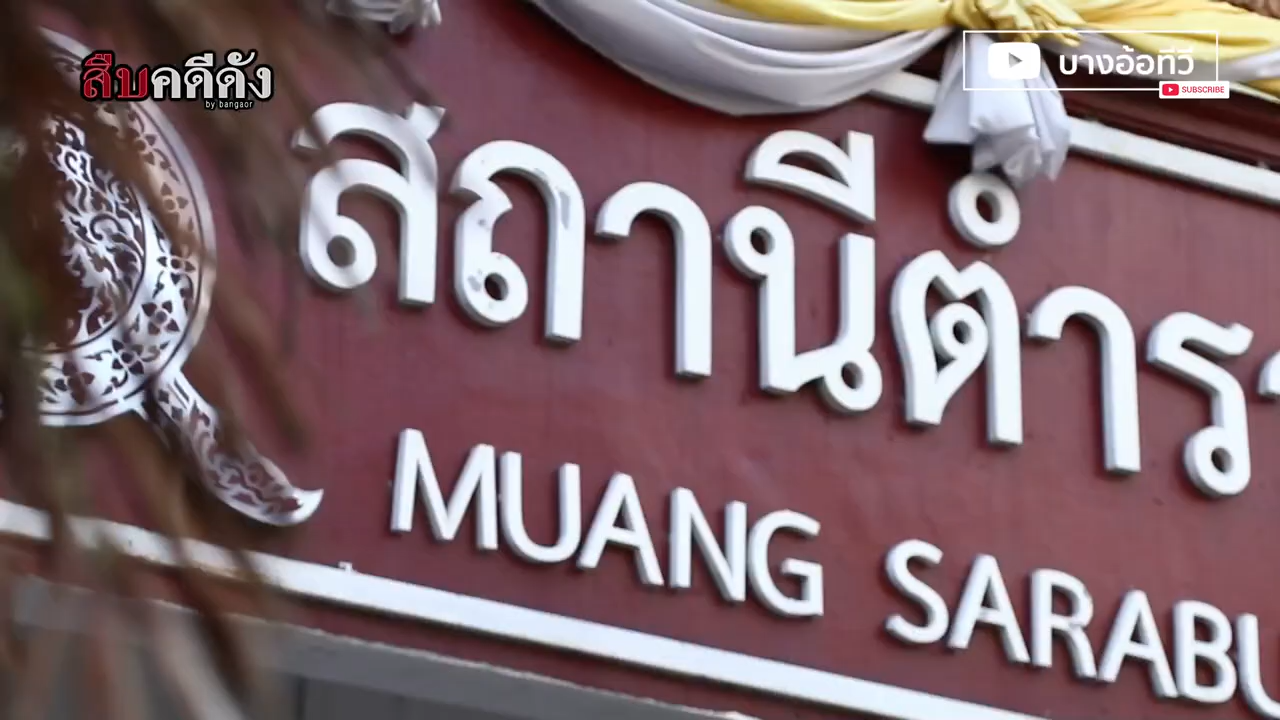 สืบคดีดัง
by bangaor
บางอ้อทีวี
SUBSCRIBE
สถานีตำร
MUANG SARABU